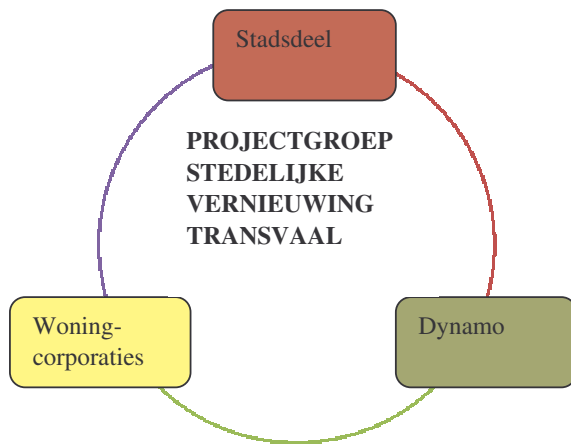 Stadsdeel
PROJECTGROEP
STEDELIJKE
VERNIEUWING
TRANSVAAL
Woning-
corporaties
Dynamo